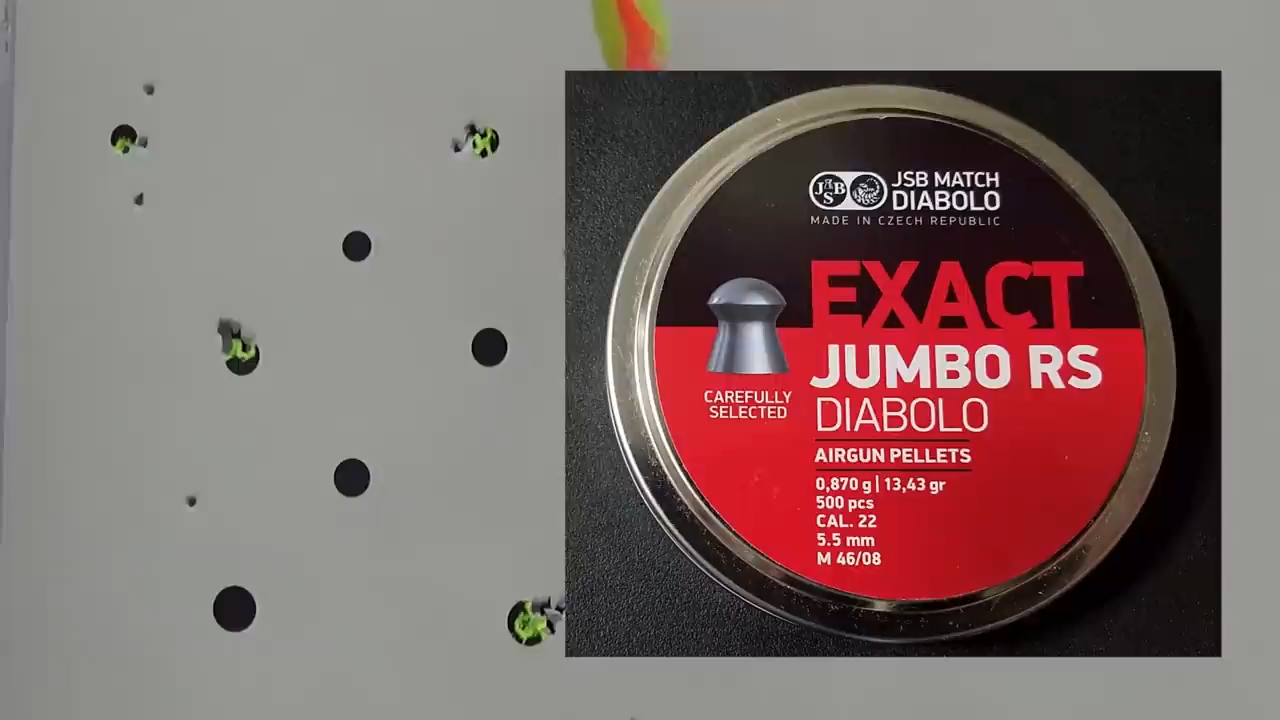 JSB
JSB MATCH
DIABOLO
MADE IN CZECH REPUBLIC
EXACT
JUMBO RS
DIABOLO
CAREFULLY
SELECTED
AIRGUN PELLETS
0,870 g | 13,43 gr
500 pcs
CAL. 22
5.5 mm
M 46/08